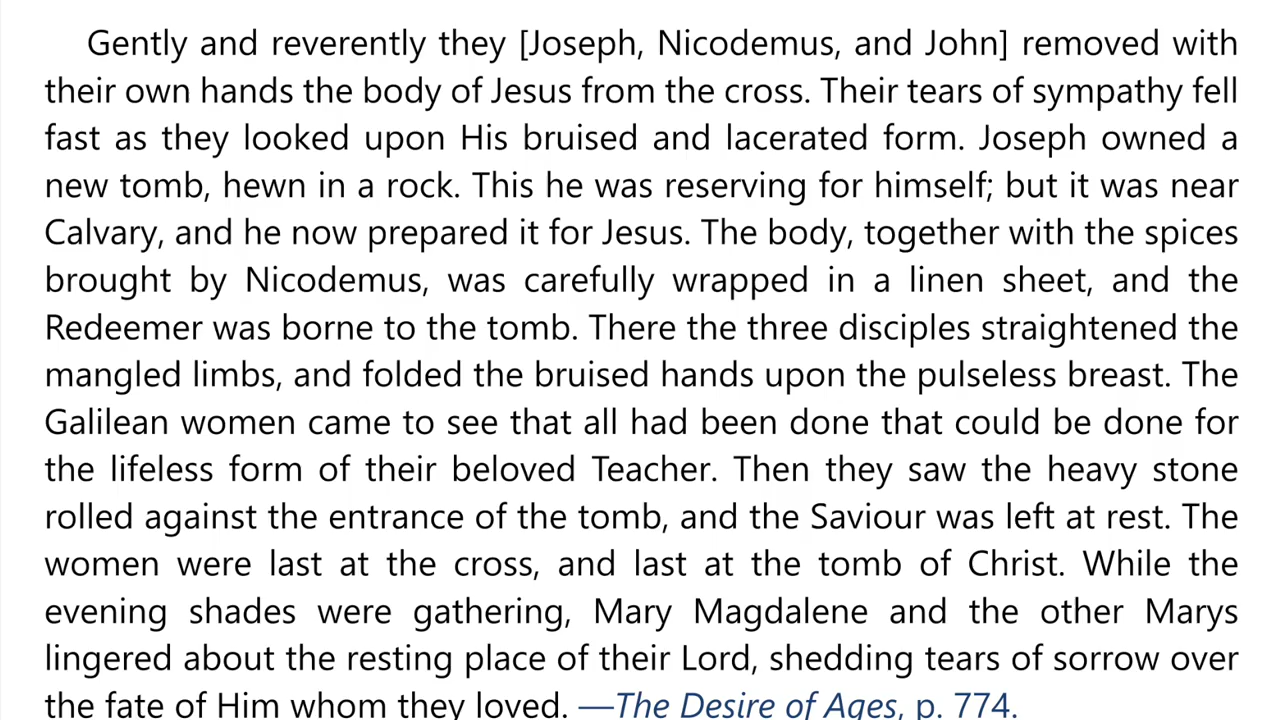 Gently and reverently they [Joseph, Nicodemus, and John] removed with
their own hands the body of Jesus from the cross. Their tears of sympathy fell
fast as they looked upon His bruised and lacerated form. Joseph owned a
new tomb, hewn in a rock. This he was reserving for himself; but it was near
Calvary, and he now prepared it for Jesus. The body, together with the spices
brought by Nicodemus, was carefully wrapped in a linen sheet, and the
Redeemer was borne to the tomb. There the three disciples straightened the
mangled limbs, and folded the bruised hands upon the pulseless breast. The
Galilean women came to see that all had been done that could be done for
the lifeless form of their beloved Teacher. Then they saw the heavy stone
rolled against the entrance of the tomb, and the Saviour was left at rest. The
women were last at the cross, and last at the tomb of Christ. While the
evening shades were gathering, Mary Magdalene and the other Marys
lingered about the resting place of their Lord, shedding tears of sorrow over
the fate of Him whom they loved. —The Desire of Ages, p. 774.